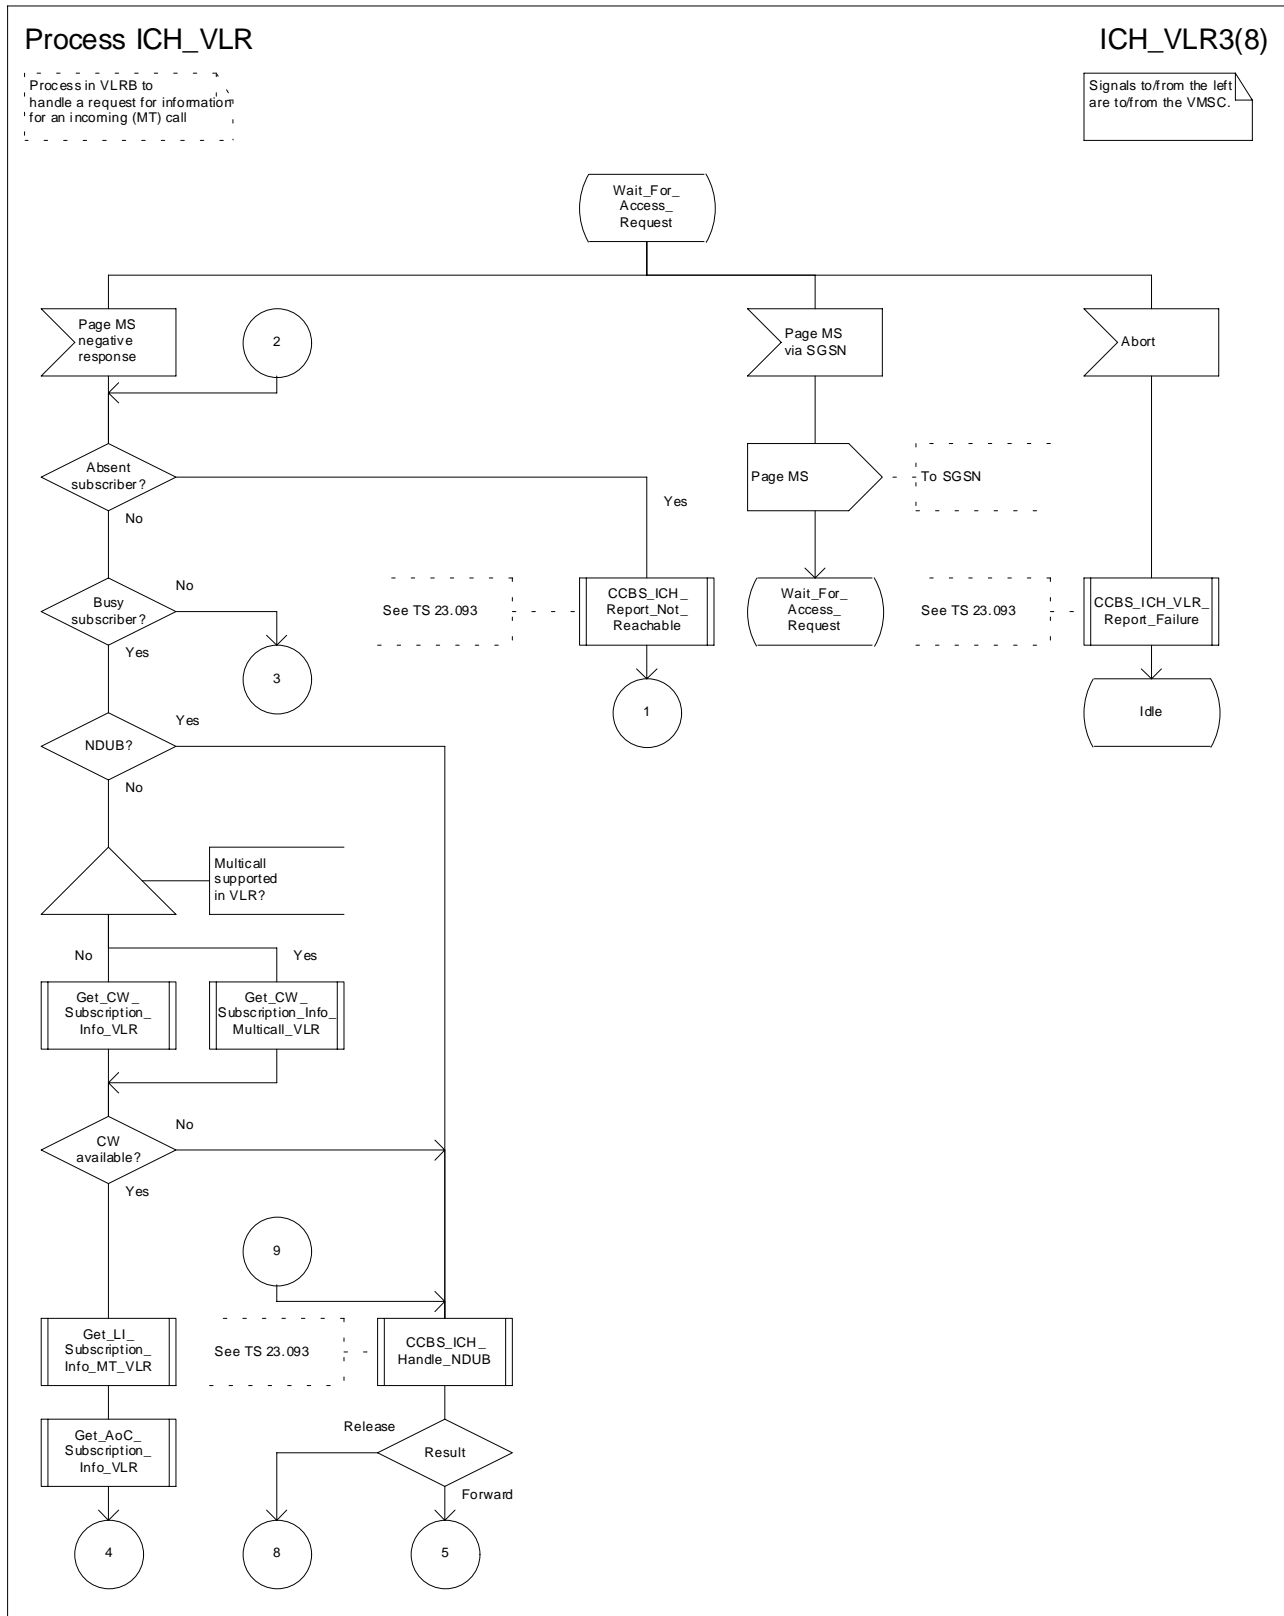 Process ICH_VLR
ICH_VLR3(8)
Process in VLRB to
handle a request for information
for an incoming (MT) call
Signals to/from the left
are to/from the VMSC.
Wait_For_
Access_
Request
Page MS
negative
response
2
Page MS
via SGSN
Abort
Absent
subscriber?
Yes
No
Page MS
To SGSN
Busy
subscriber?
No
Yes
3
See TS 23.093
CCBS_ICH_
Report_Not_
Reachable
1
Wait_For_
Access_
Request
See TS 23.093
CCBS_ICH_VLR_
Report_Failure
Idle
NDUB?
Yes
No
Multicall
supported
in VLR?
No
Yes
Get_CW_
Subscription_
Info_VLR
Get_CW_
Subscription_Info_
Multicall_VLR
CW
available?
No
Yes
9
Get_LI_
Subscription_
Info_MT_VLR
See TS 23.093
CCBS_ICH_
Handle_NDUB
Get_AoC_
Subscription_
Info_VLR
Release
Result
Forward
4
8
5